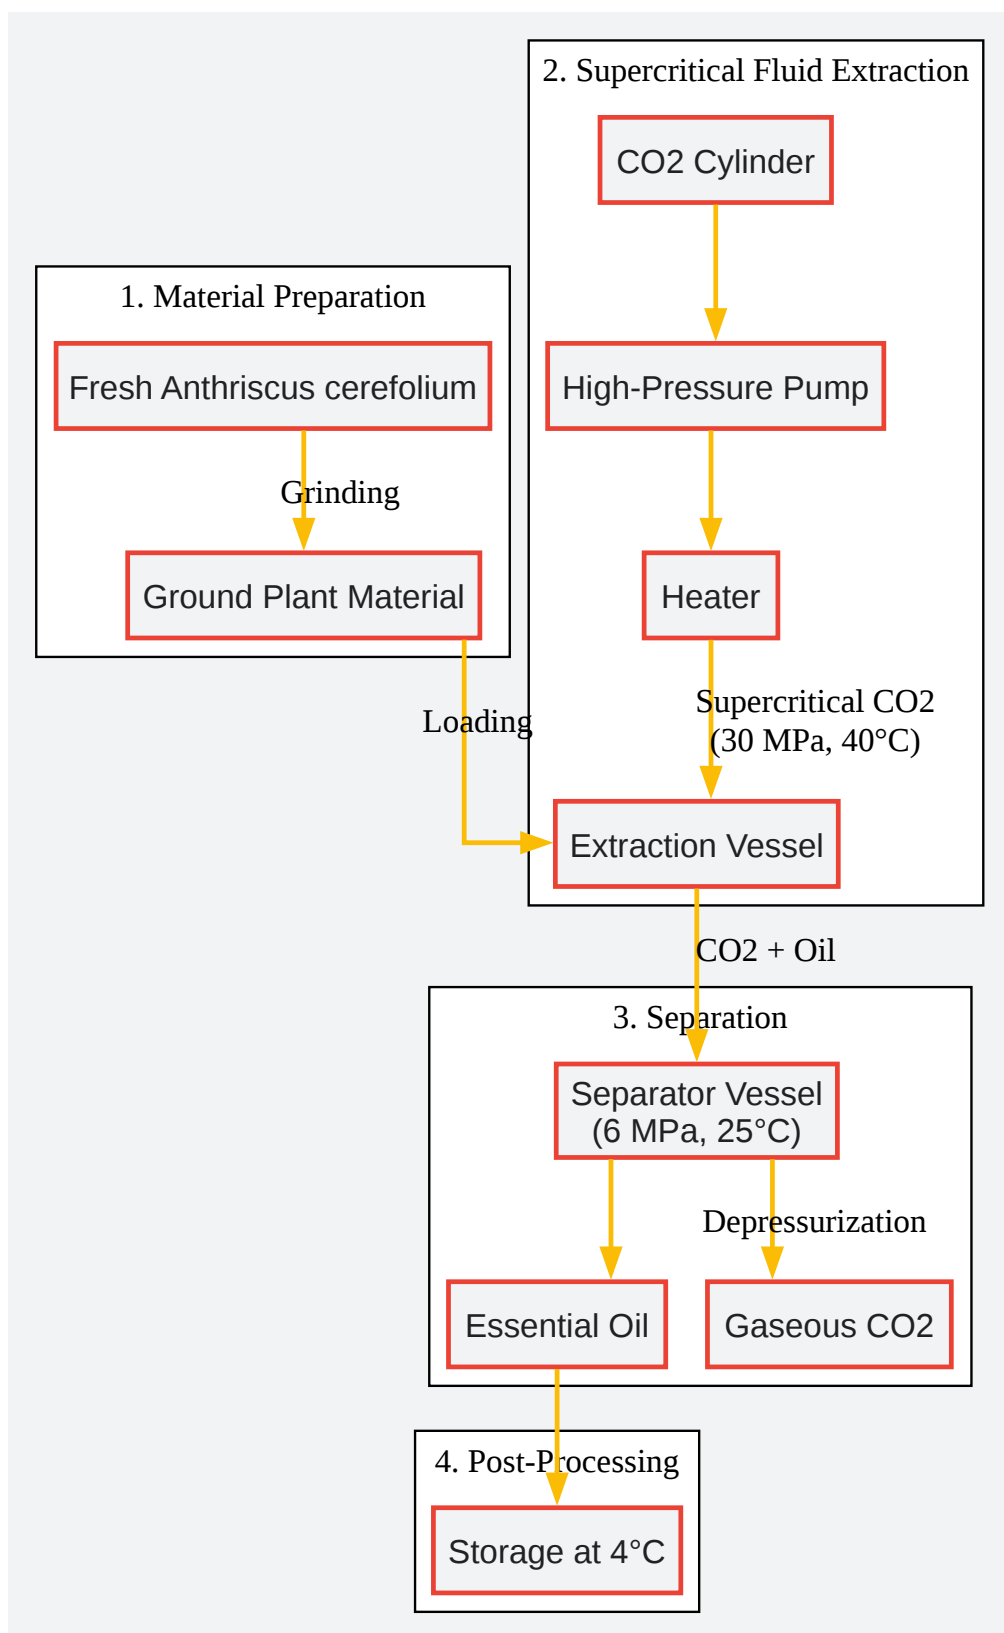 2. Supercritical Fluid Extraction
CO2 Cylinder
1. Material Preparation
Fresh Anthriscus cerefolium
High-Pressure Pump
Grinding
Ground Plant Material
Heater
Loading
Supercritical CO2
(30 MPa, 40°C)
Extraction Vessel
CO2 + Oil
3. Separation
Separator Vessel
(6 MPa, 25°C)
Depressurization
Essential Oil
Gaseous CO2
4. Post-Processing
Storage at 4°C